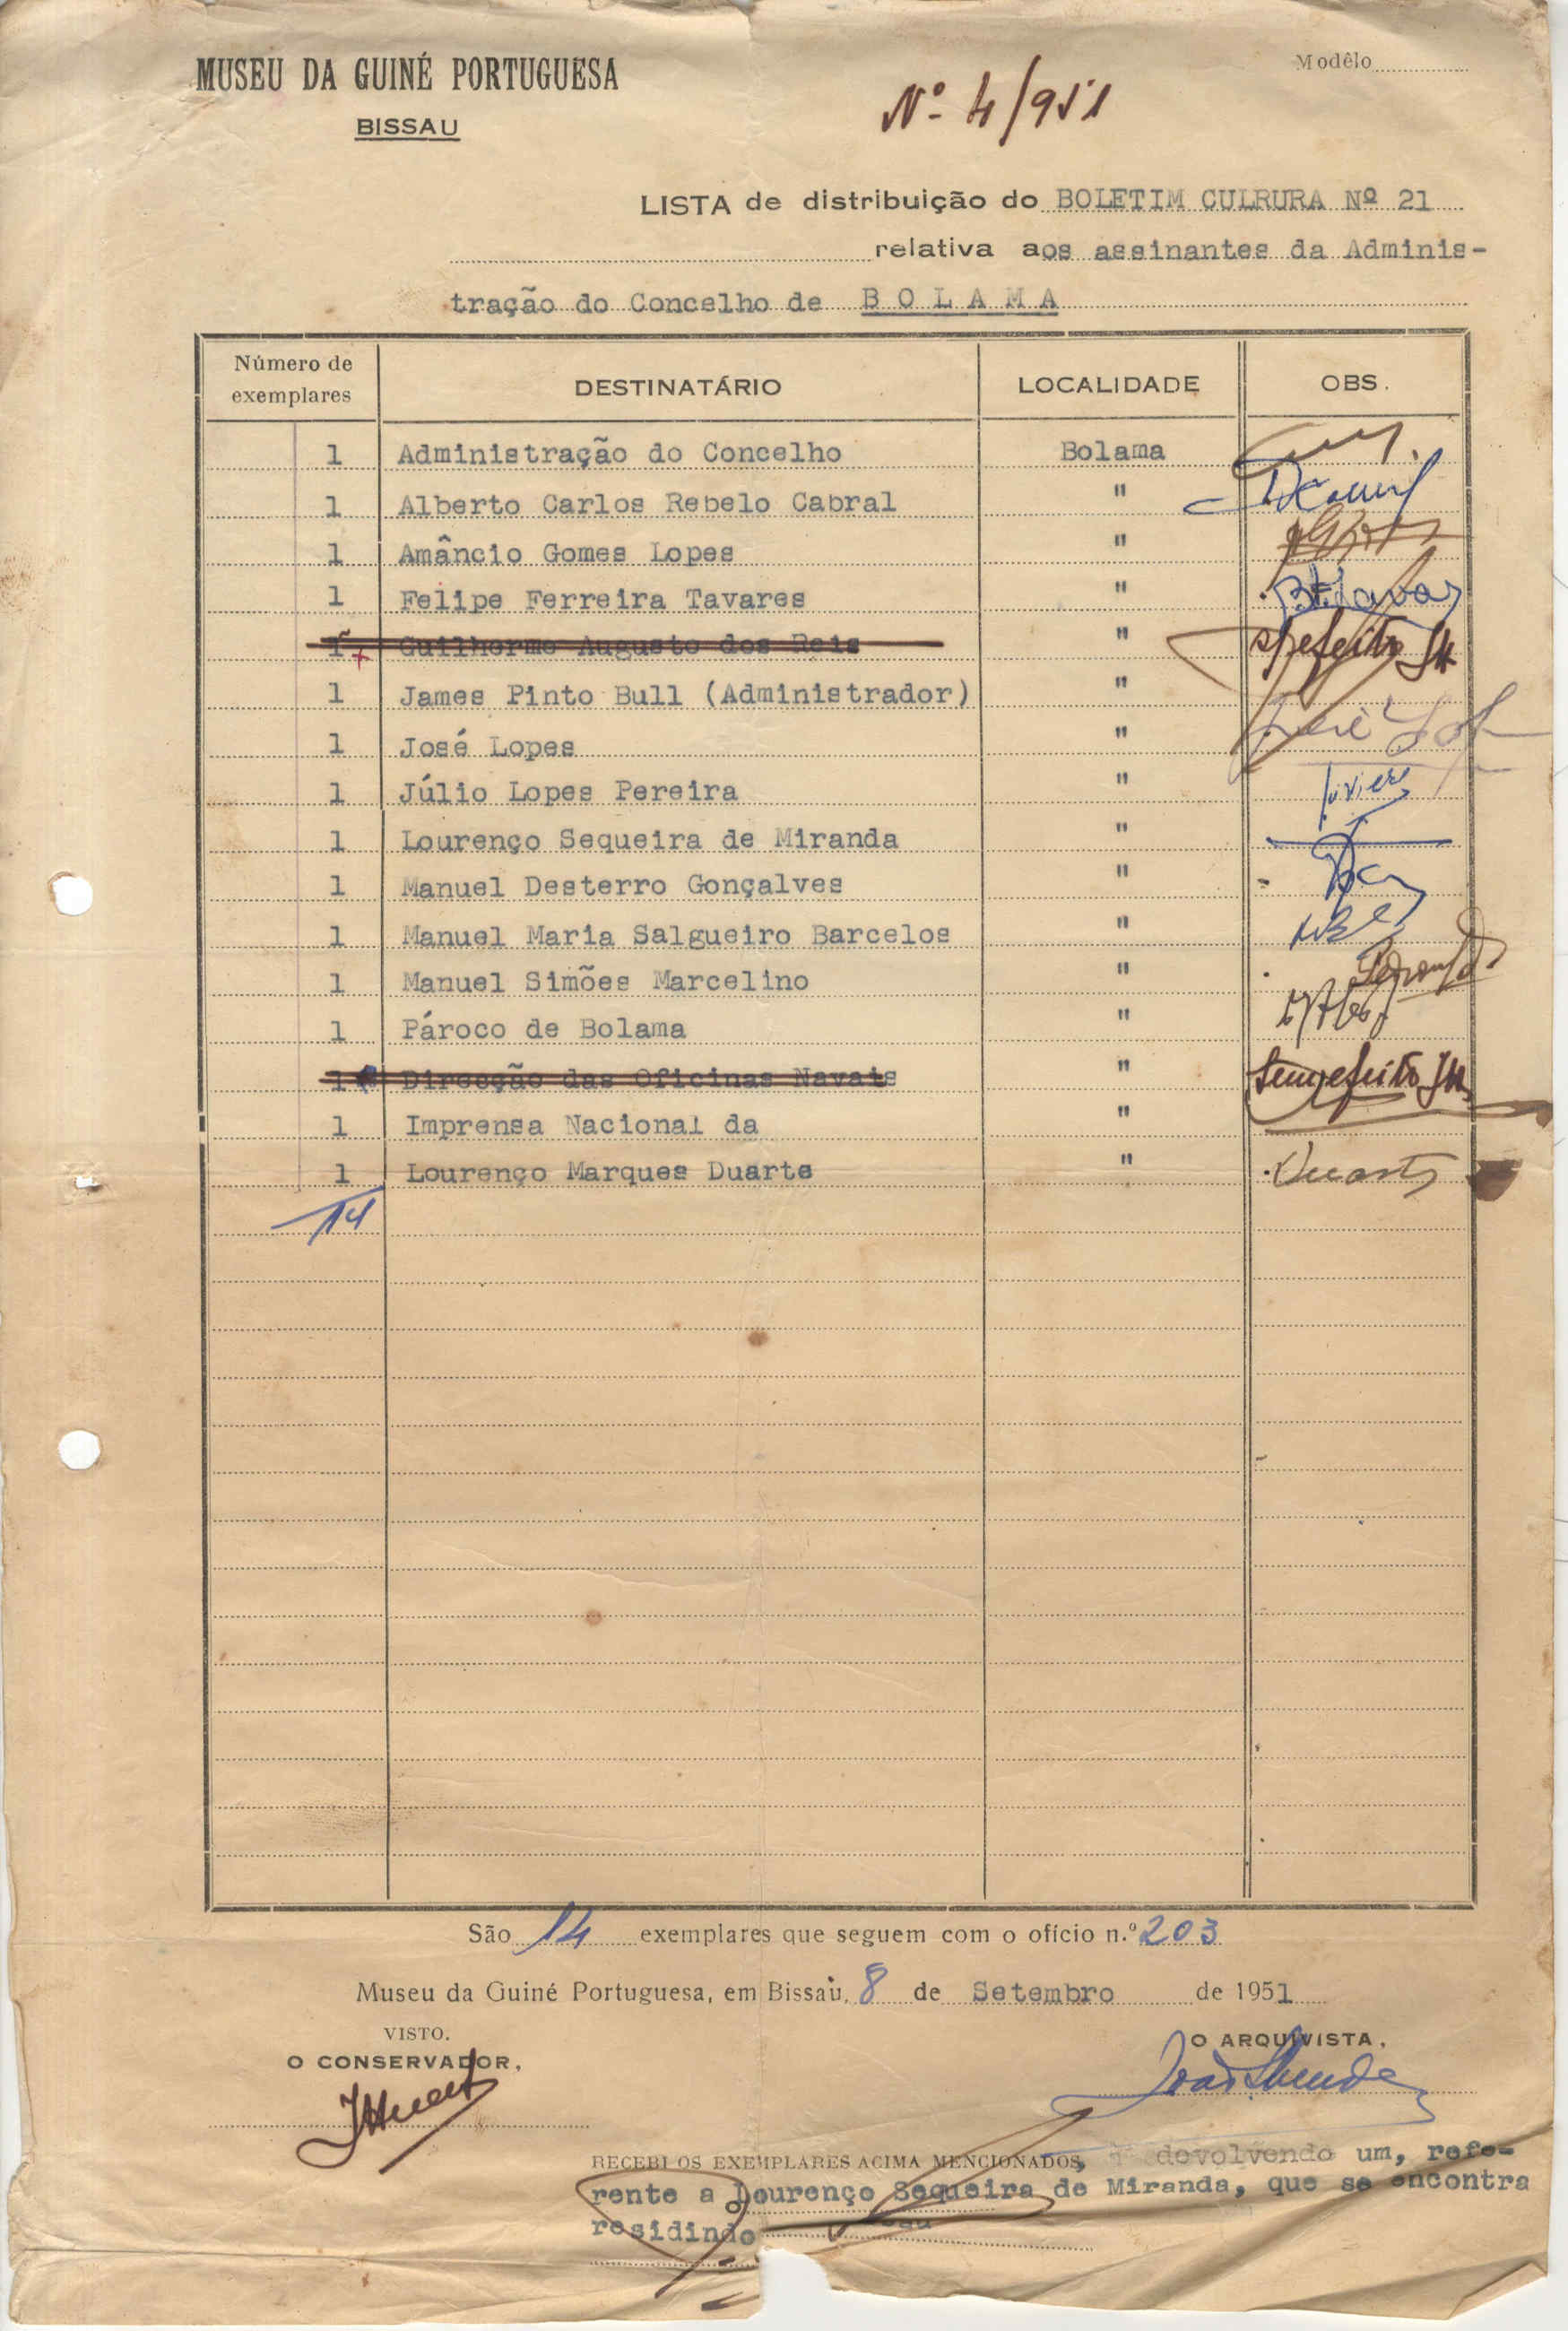 MUSEU DA GUINÉ PORTUGUESA
BISSAU
Modêlo
Nº 4/951
LISTA de distribuição do BOLETIM CULRURA Nº 21
relativa aos assinantes da Adminis-
tração do Concelho de BOLAMA
Número de exemplares DESTINATÁRIO LOCALIDADE OBS.
1 Administração do Concelho Bolama
1 Alberto Carlos Rebelo Cabral "
1 Amâncio Gomes Lopes "
1 Felipe Ferreira Tavares "
1 Guilherme Augusto dos Reis " s/ efeito
1 James Pinto Bull (Administrador) "
1 José Lopes " José Lop
1 Júlio Lopes Pereira "
1 Lourenço Sequeira de Miranda "
1 Manuel Desterro Gonçalves "
1 Manuel Maria Salgueiro Barcelos "
1 Manuel Simões Marcelino "
1 Pároco de Bolama "
1 Direcção das Oficinas Navais " Sem efeito
1 Imprensa Nacional da "
1 Lourenço Marques Duarte " Duarte
14
São 14 exemplares que seguem com o ofício n.º 203
Museu da Guiné Portuguesa, em Bissau, 8 de Setembro de 1951
VISTO.
O CONSERVADOR,
O ARQUIVISTA,
RECEBI OS EXEMPLARES ACIMA MENCIONADOS, devolvendo um, refe-
rente a Lourenço Sequeira de Miranda, que se encontra
residindo